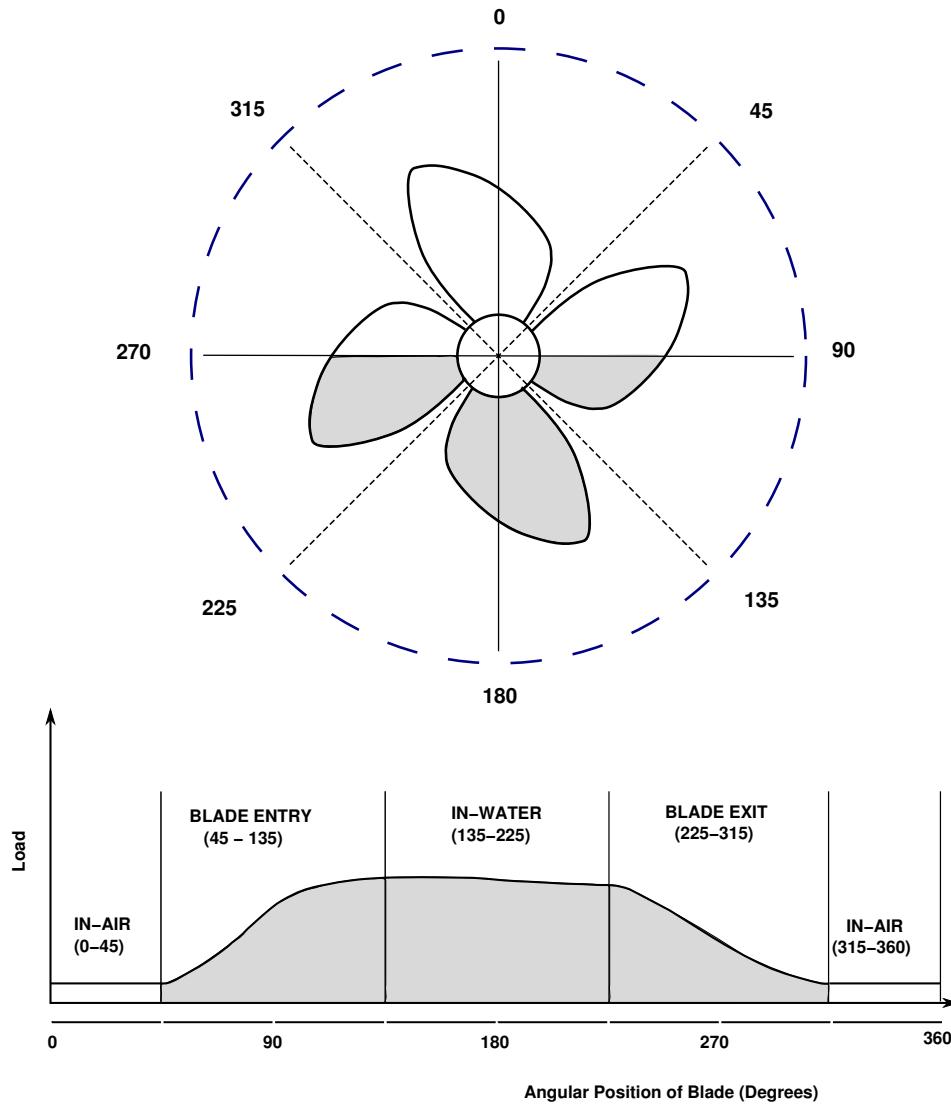 0
315
45
270
90
225
135
180
Load
BLADE ENTRY
(45 – 135)
IN–WATER
(135–225)
BLADE EXIT
(225–315)
IN–AIR
(0–45)
IN–AIR
(315–360)
0 90 180 270 360
Angular Position of Blade (Degrees)